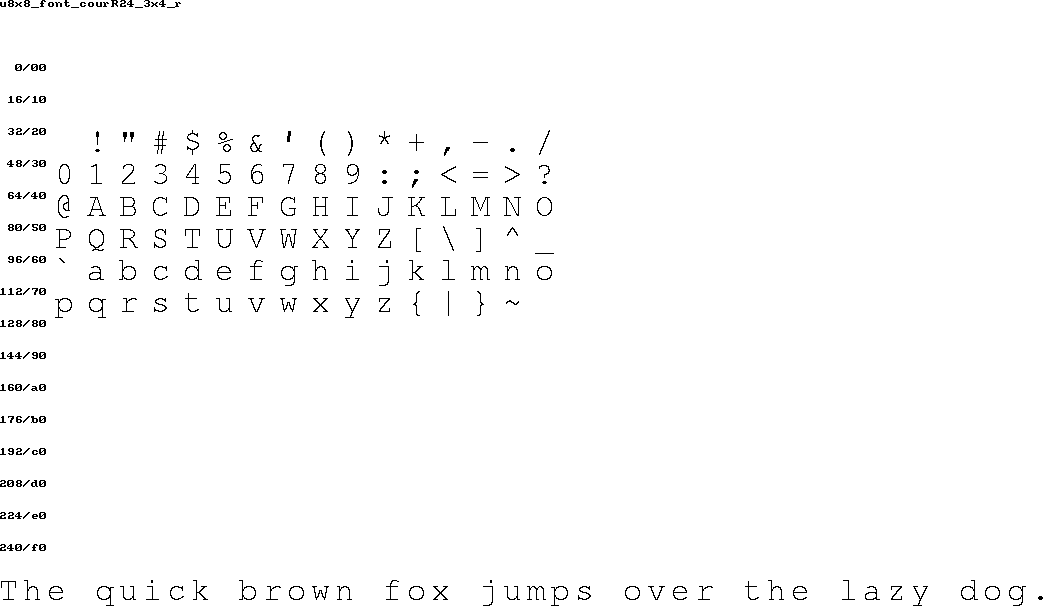 u8x8_font_courR24_3x4_r
0/00
16/10
32/20 ! " # $ % & ' ( ) * + , - . /
48/30 0 1 2 3 4 5 6 7 8 9 : ; < = > ?
64/40 @ A B C D E F G H I J K L M N O
80/50 P Q R S T U V W X Y Z [ \ ] ^ _
96/60 ` a b c d e f g h i j k l m n o
112/70 p q r s t u v w x y z { | } ~
128/80
144/90
160/a0
176/b0
192/c0
208/d0
224/e0
240/f0
The quick brown fox jumps over the lazy dog.